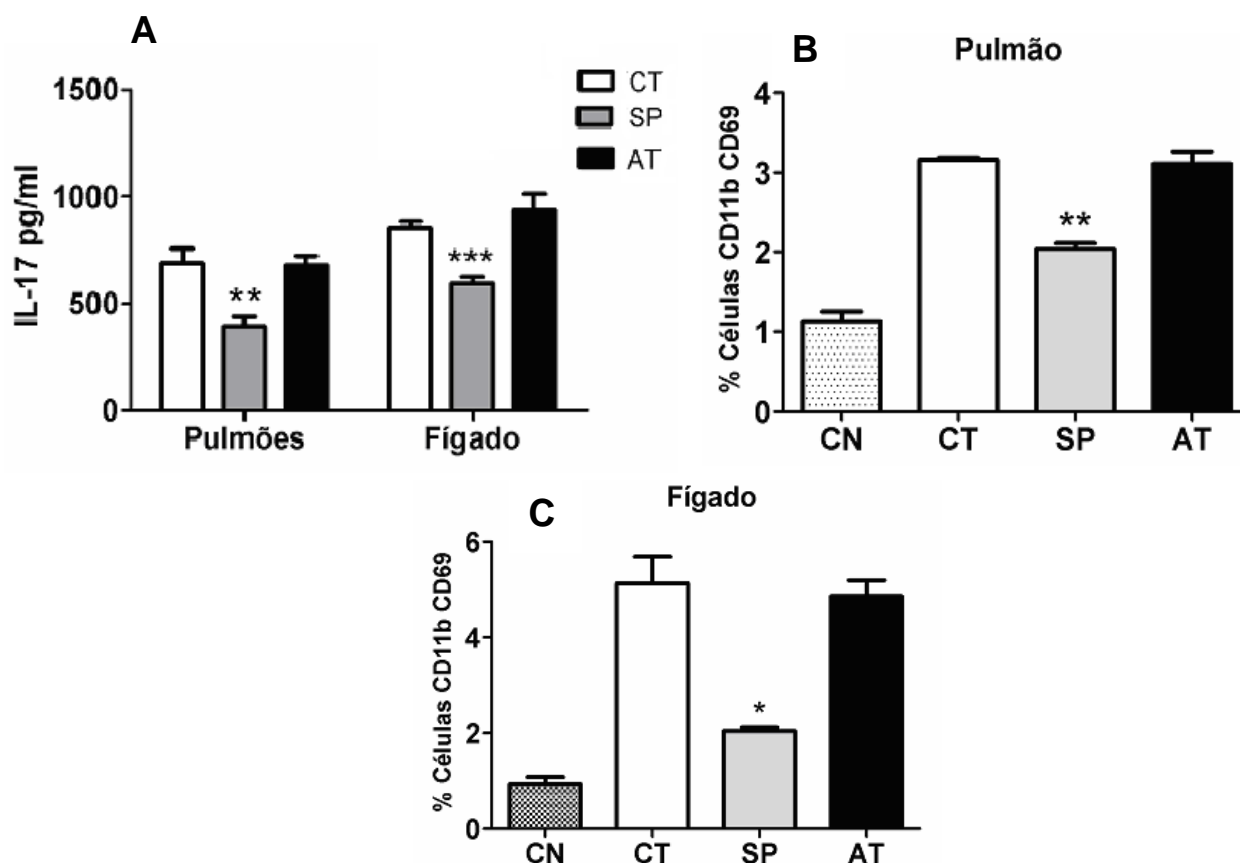 A
IL-17 pg/ml
1500
1000
500
0
CT
SP
AT
**
***
Pulmões Fígado
B
Pulmão
% Células CD11b CD69
4
3
2
1
0
**
CN CT SP AT
C
Fígado
% Células CD11b CD69
6
4
2
0
*
CN CT SP AT